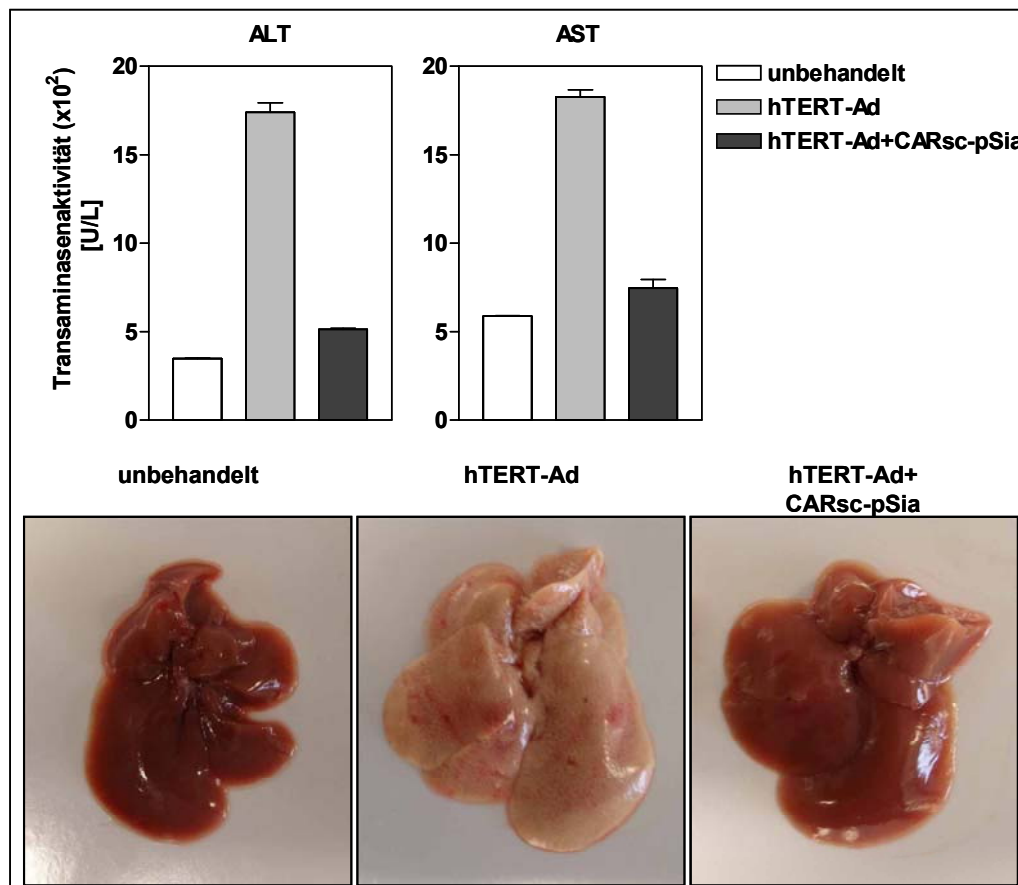 ALT
AST
Transaminasenaktivität (x10²)
[U/L]
20
15
10
5
0
20
15
10
5
0
unbehandelt
hTERT-Ad
hTERT-Ad+CARsc-pSia
unbehandelt
hTERT-Ad
hTERT-Ad+
CARsc-pSia